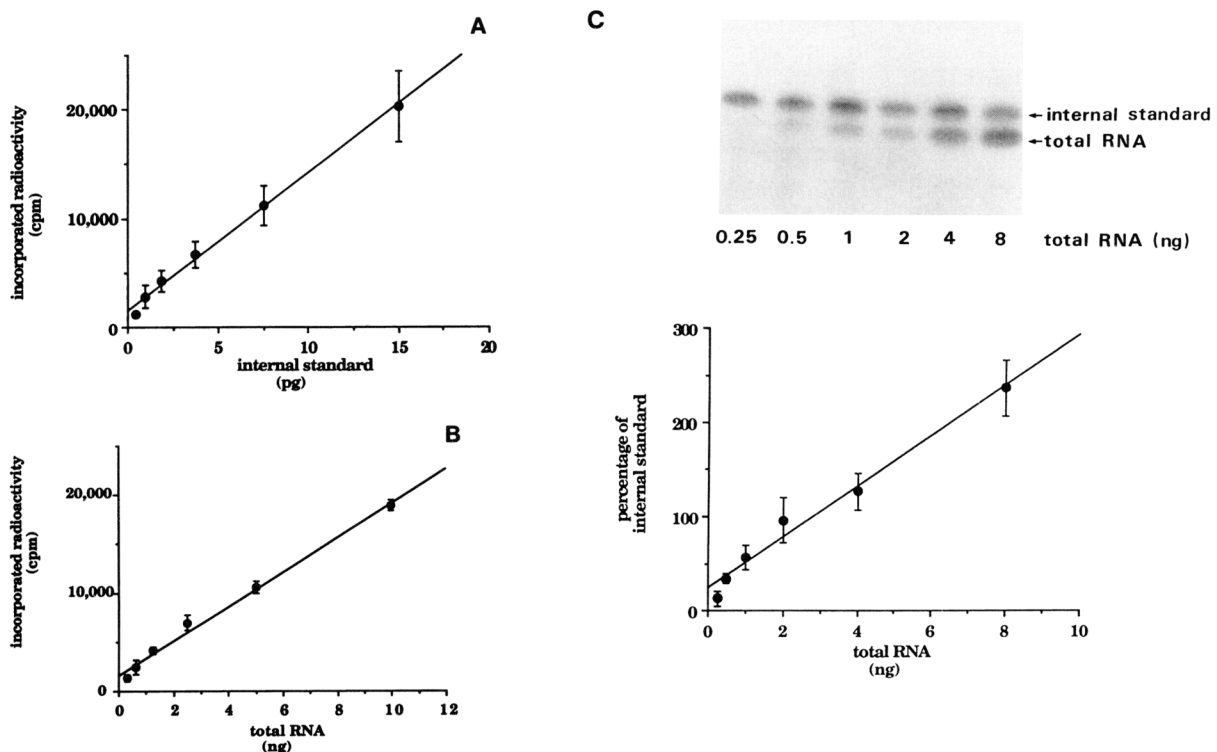 A
incorporated radioactivity
(cpm)
20,000
10,000
0
0 5 10 15 20
internal standard
(pg)
B
incorporated radioactivity
(cpm)
20,000
10,000
0
0 2 4 6 8 10 12
total RNA
(ng)
C
←internal standard
←total RNA
0.25 0.5 1 2 4 8 total RNA (ng)
percentage of
internal standard
300
200
100
0
0 2 4 6 8 10
total RNA
(ng)